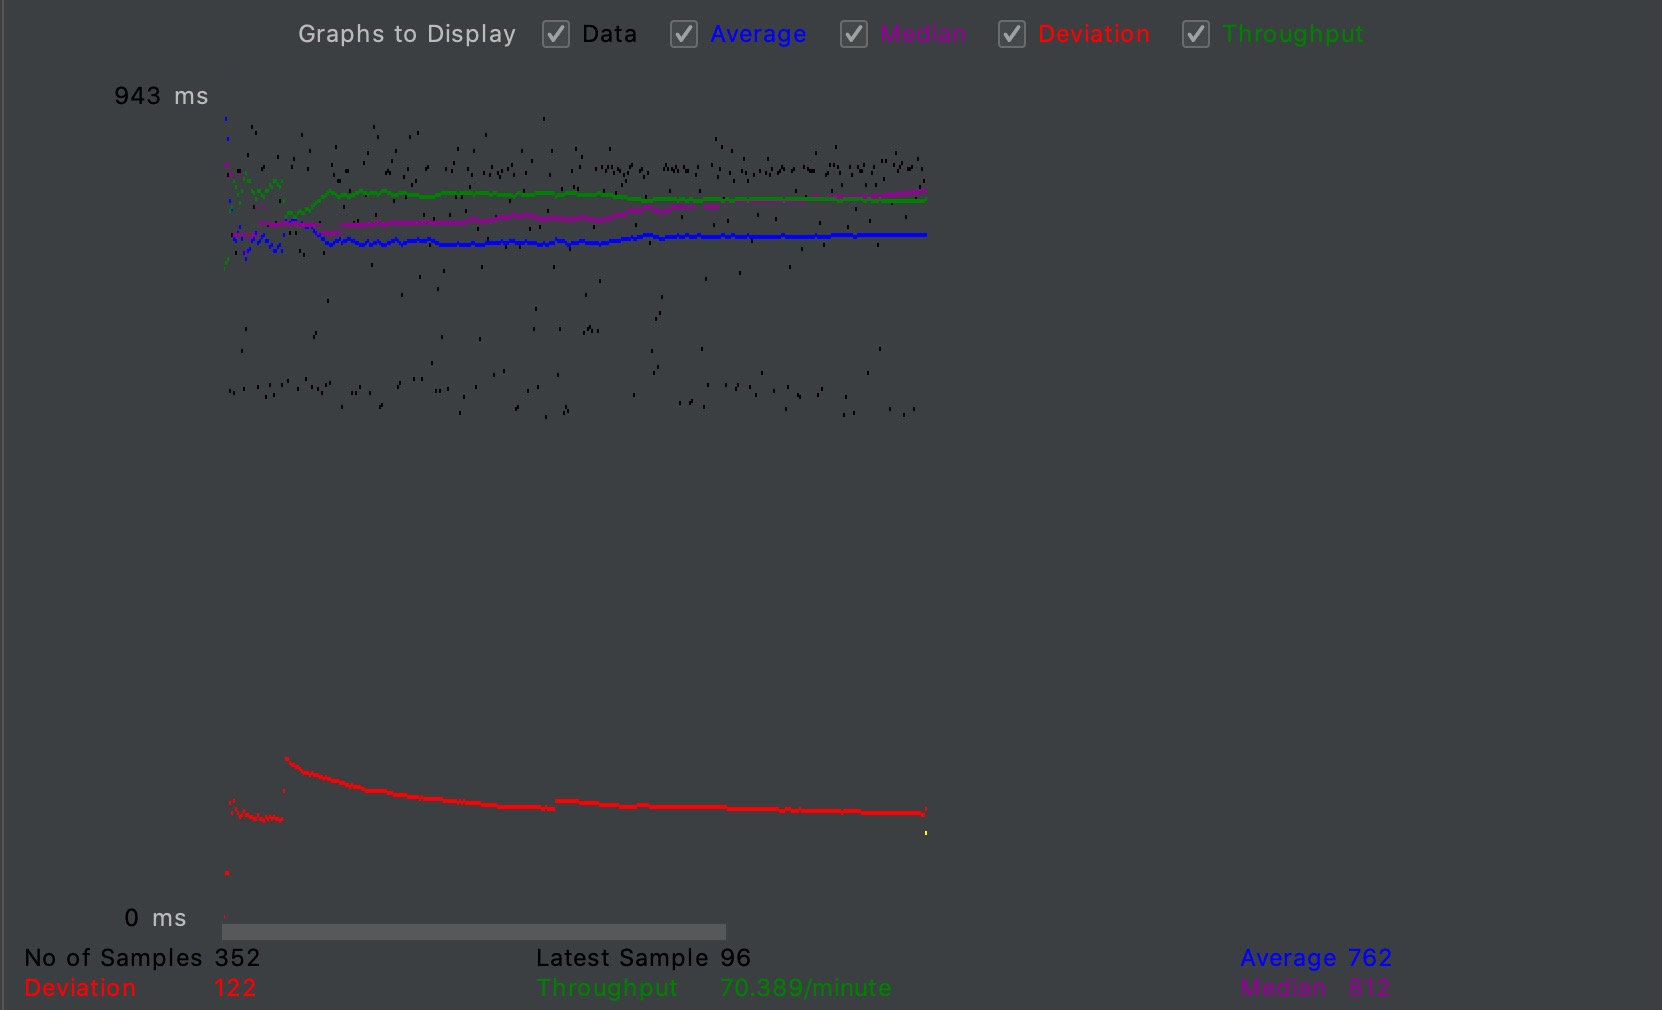 Graphs to Display Data Average Median Deviation Throughput
943 ms
0 ms
No of Samples 352 Latest Sample 96 Average 762
Deviation 122 Throughput 70.389/minute Median 812